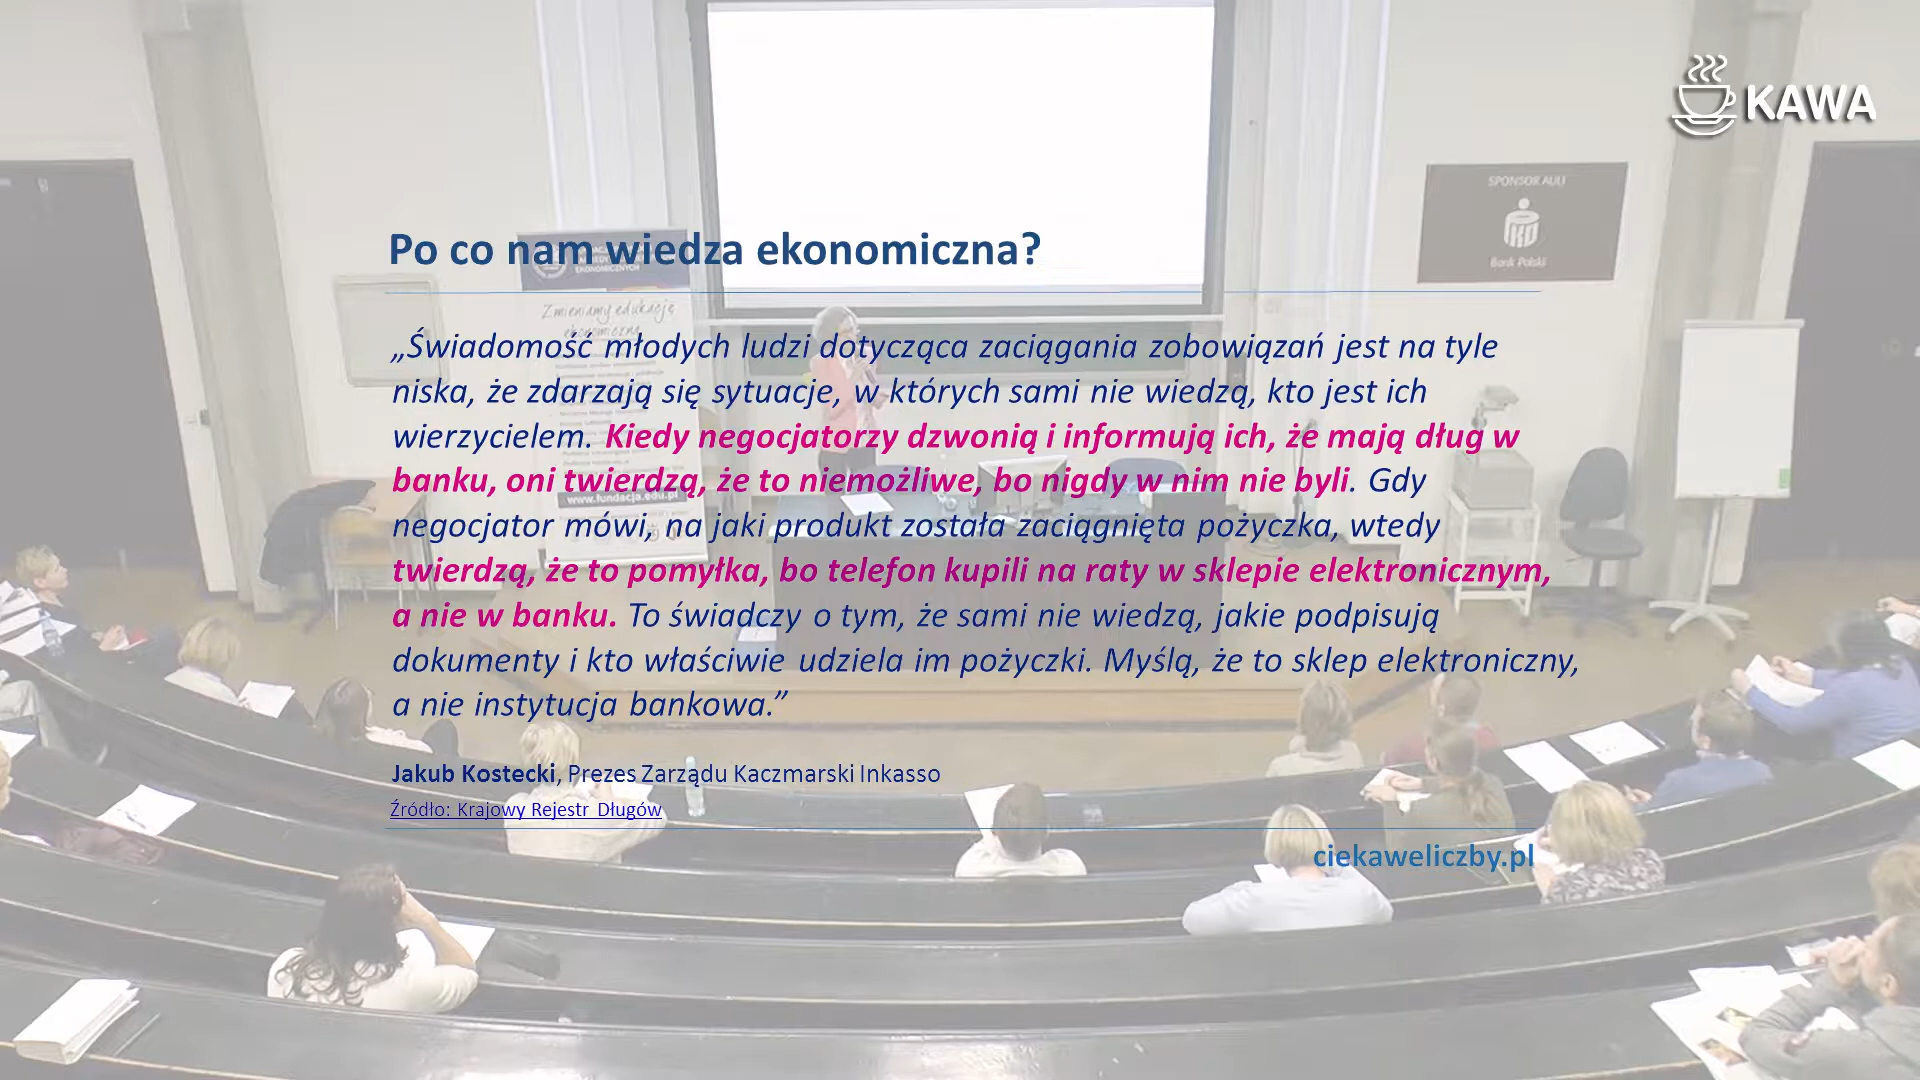 KAWA
SPONSOR AULI
Bank Polski
Po co nam wiedza ekonomiczna?
EKONOMICZNYCH
Zmieniamy edukację
ekonomiczną
„Świadomość młodych ludzi dotycząca zaciągania zobowiązań jest na tyle
niska, że zdarzają się sytuacje, w których sami nie wiedzą, kto jest ich
wierzycielem. Kiedy negocjatorzy dzwonią i informują ich, że mają dług w
banku, oni twierdzą, że to niemożliwe, bo nigdy w nim nie byli. Gdy
www.fundacja.edu.pl
negocjator mówi, na jaki produkt została zaciągnięta pożyczka, wtedy
twierdzą, że to pomyłka, bo telefon kupili na raty w sklepie elektronicznym,
a nie w banku. To świadczy o tym, że sami nie wiedzą, jakie podpisują
dokumenty i kto właściwie udziela im pożyczki. Myślą, że to sklep elektroniczny,
a nie instytucja bankowa.”
Jakub Kostecki, Prezes Zarządu Kaczmarski Inkasso
Źródło: Krajowy Rejestr Długów
ciekaweliczby.pl